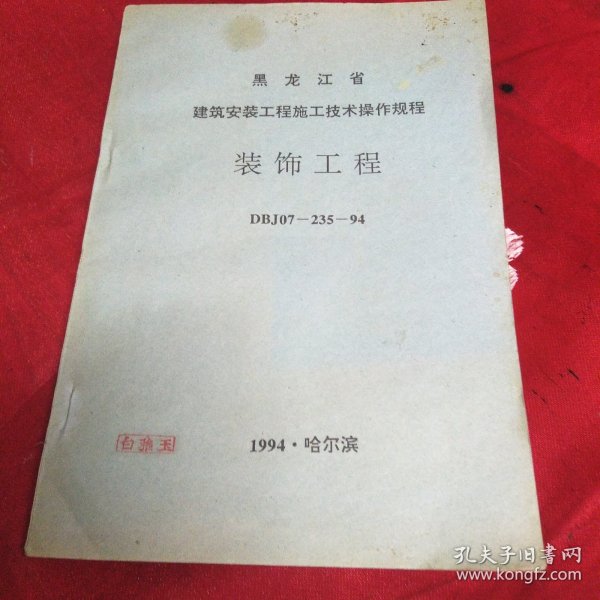 黑龙江省
建筑安装工程施工技术操作规程
装饰工程
DBJ07－235－94
1994·哈尔滨
孔夫子旧书网
www.kongfz.com